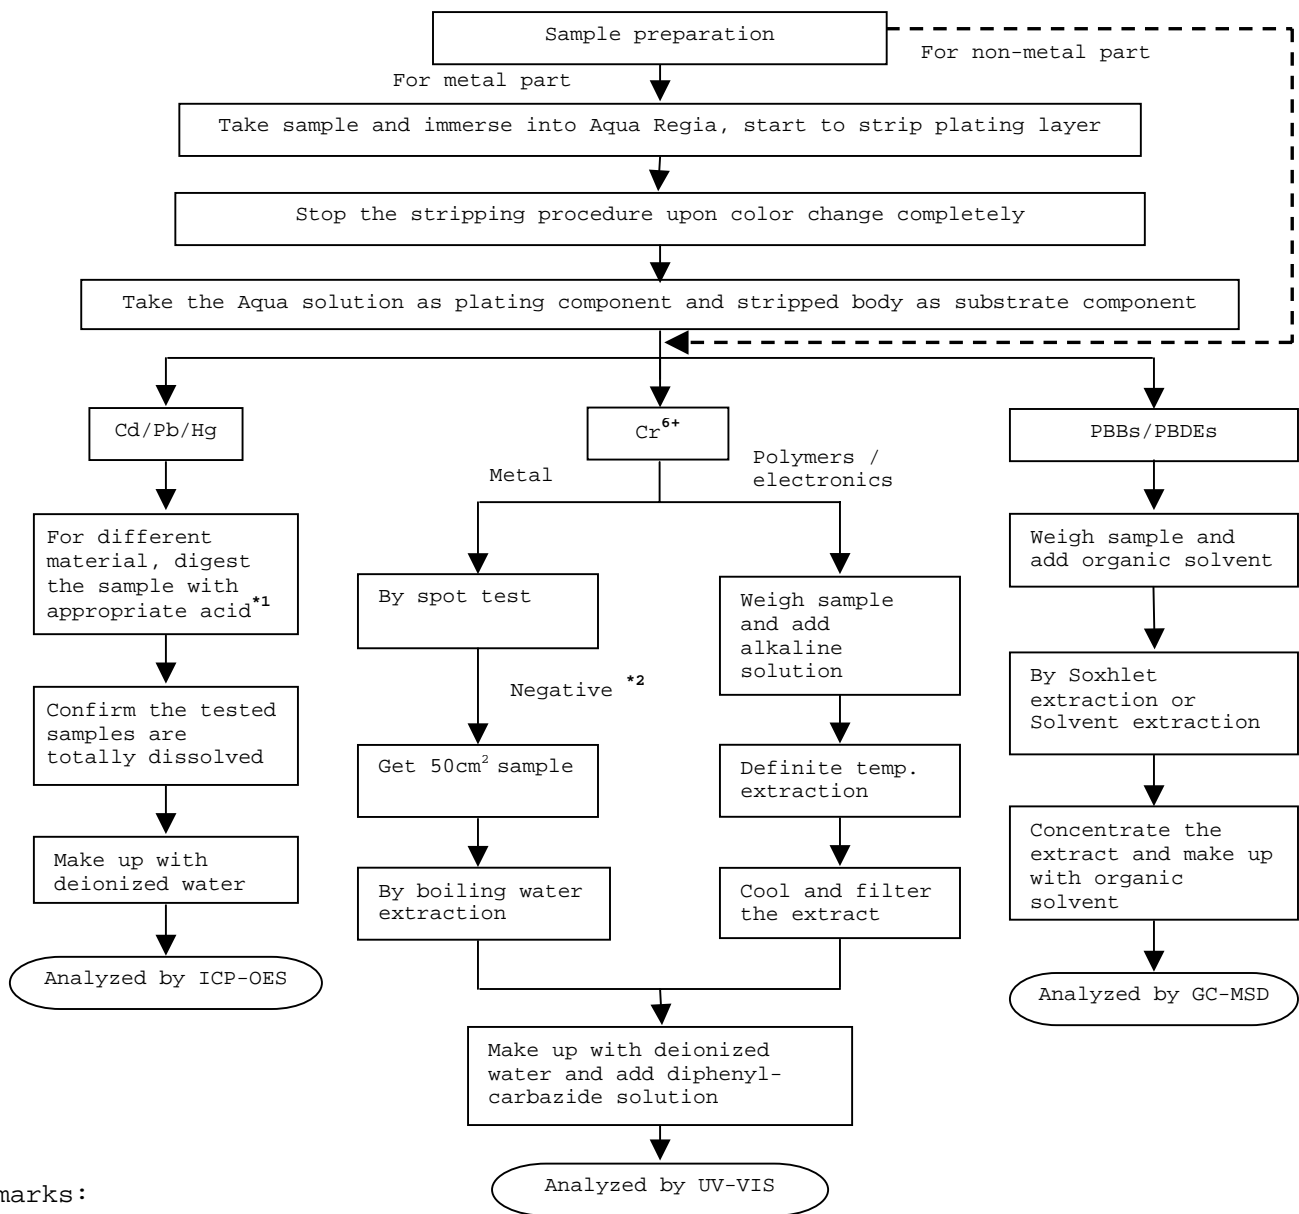 Sample preparation
For non-metal part
For metal part
Take sample and immerse into Aqua Regia, start to strip plating layer
Stop the stripping procedure upon color change completely
Take the Aqua solution as plating component and stripped body as substrate component
Cd/Pb/Hg
Cr⁶⁺
PBBs/PBDEs
Metal
Polymers /
electronics
For different
material, digest
the sample with
appropriate acid*1
Confirm the tested
samples are
totally dissolved
Make up with
deionized water
Analyzed by ICP-OES
By spot test
Negative *2
Get 50cm² sample
By boiling water
extraction
Weigh sample
and add
alkaline
solution
Definite temp.
extraction
Cool and filter
the extract
Make up with deionized
water and add diphenyl-
carbazide solution
Analyzed by UV-VIS
Weigh sample and
add organic solvent
By Soxhlet
extraction or
Solvent extraction
Concentrate the
extract and make up
with organic
solvent
Analyzed by GC-MSD
marks: